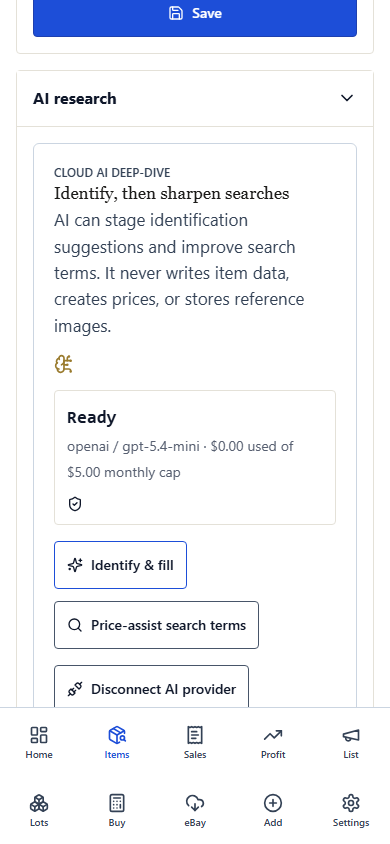 Save
AI research
CLOUD AI DEEP-DIVE
Identify, then sharpen searches
AI can stage identification
suggestions and improve search
terms. It never writes item data,
creates prices, or stores reference
images.
Ready
openai / gpt-5.4-mini · $0.00 used of
$5.00 monthly cap
Identify & fill
Price-assist search terms
Disconnect AI provider
Home Items Sales Profit List
Lots Buy eBay Add Settings